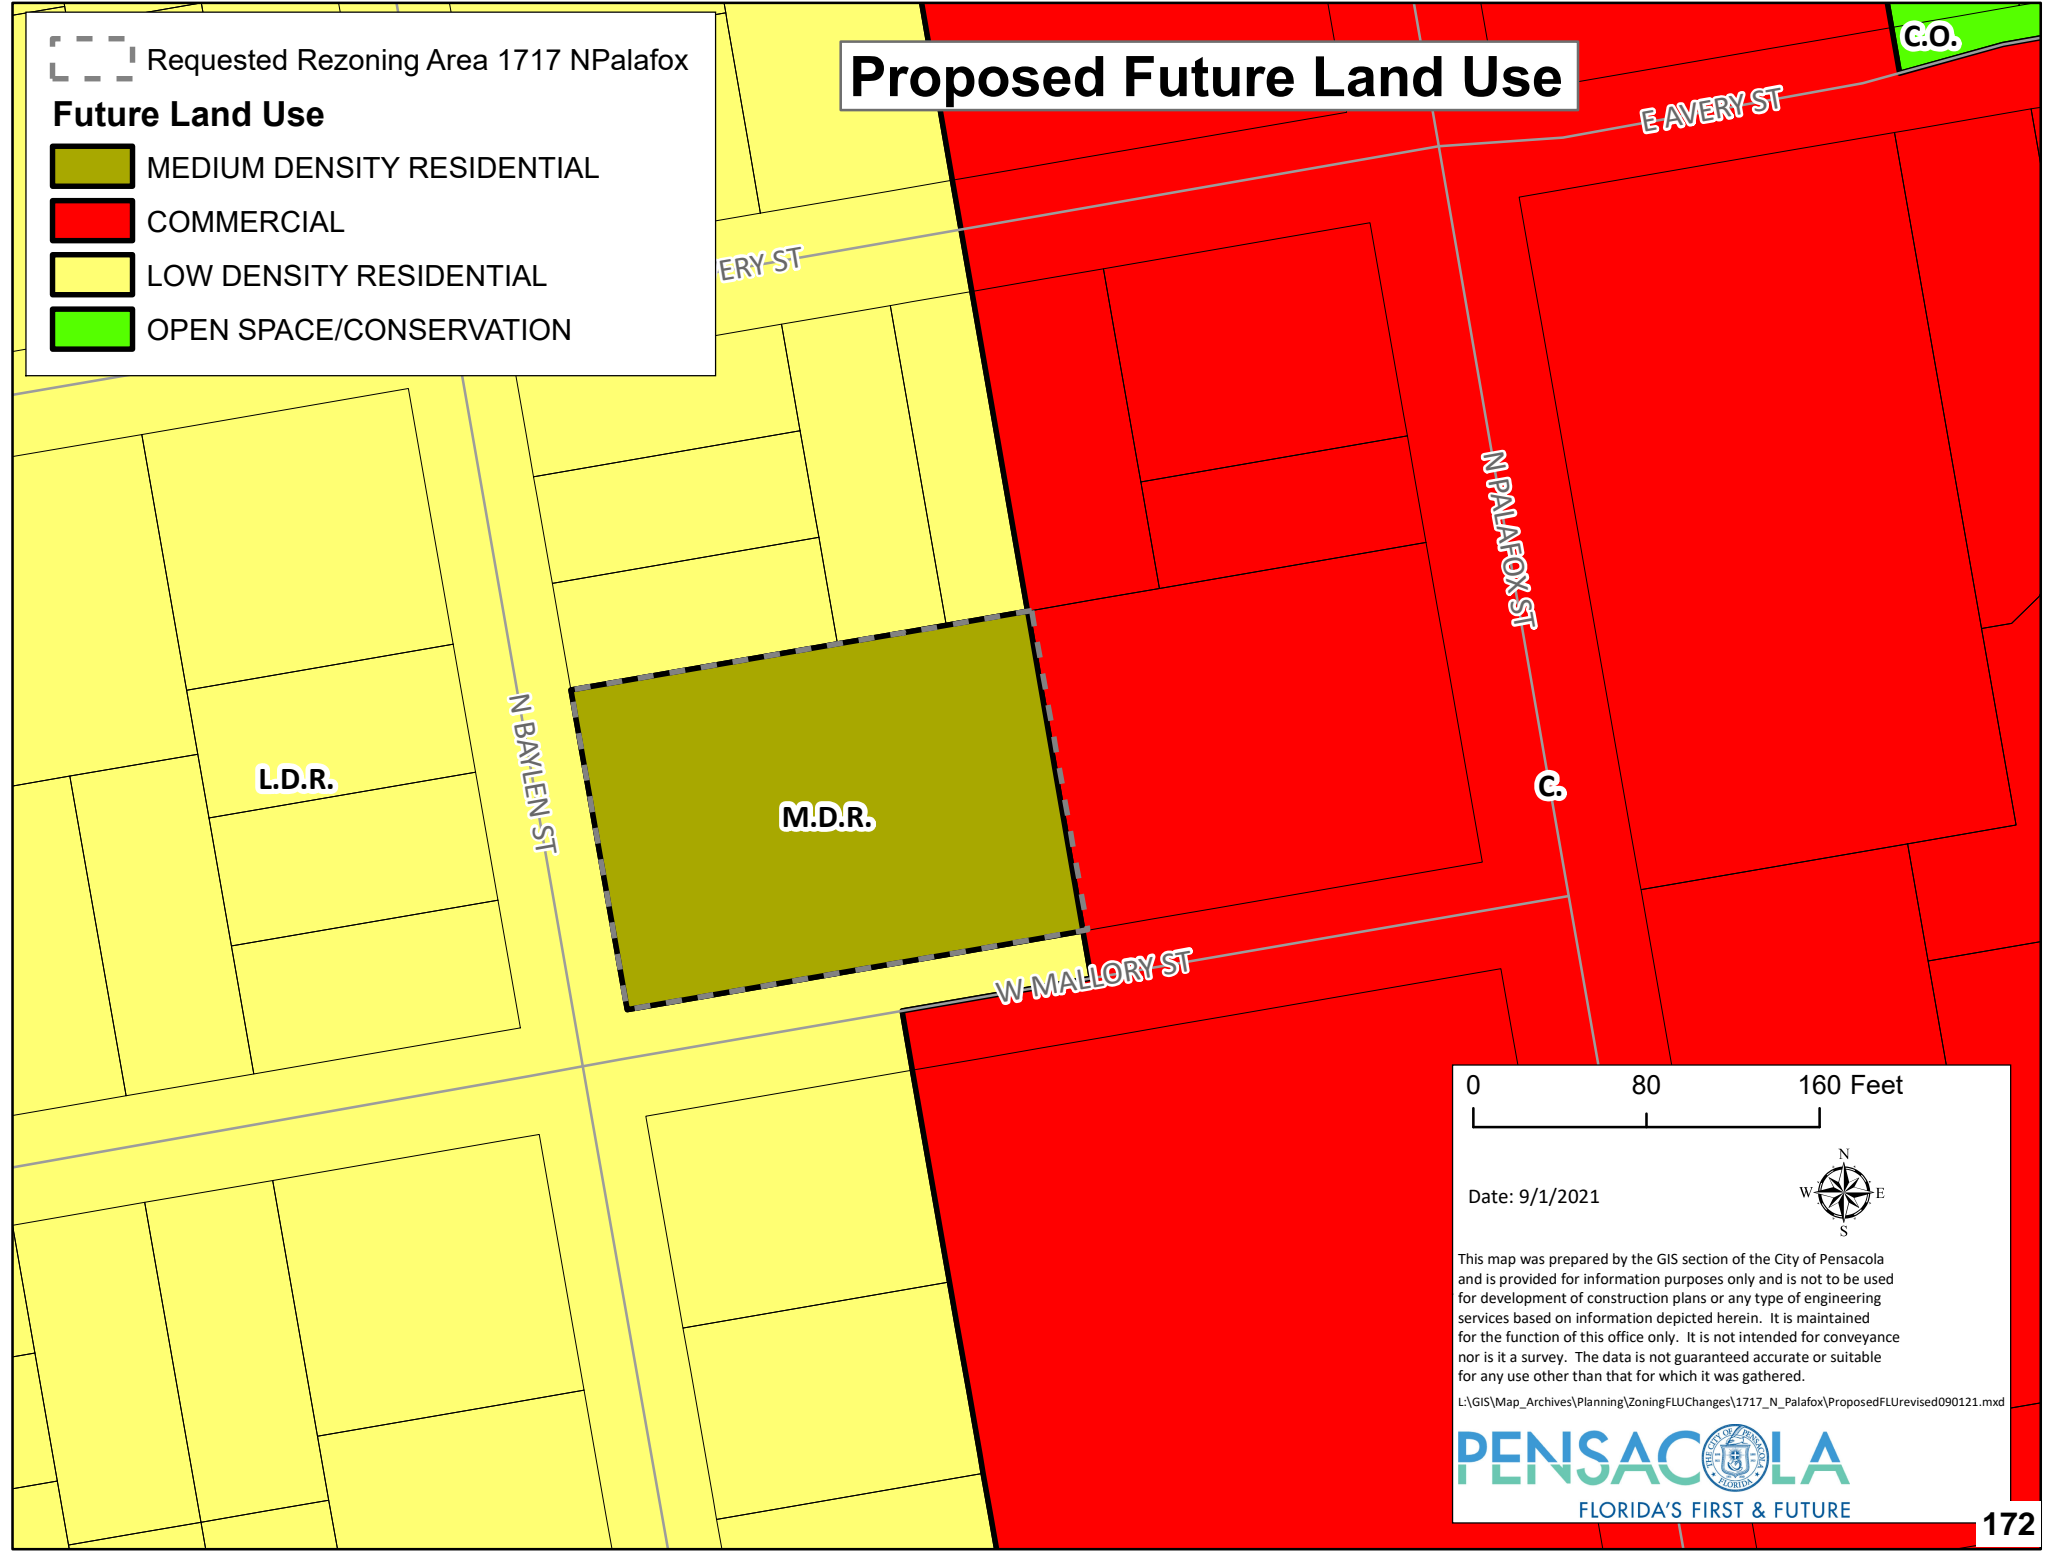 Requested Rezoning Area 1717 NPalafox
Future Land Use
MEDIUM DENSITY RESIDENTIAL
COMMERCIAL
LOW DENSITY RESIDENTIAL
OPEN SPACE/CONSERVATION
Proposed Future Land Use
C.O.
E AVERY ST
ERY ST
N PALAFOX ST
N BAYLEN ST
L.D.R.
M.D.R.
C.
W MALLORY ST
0 80 160 Feet
N
W E
S
Date: 9/1/2021
This map was prepared by the GIS section of the City of Pensacola
and is provided for information purposes only and is not to be used
for development of construction plans or any type of engineering
services based on information depicted herein. It is maintained
for the function of this office only. It is not intended for conveyance
nor is it a survey. The data is not guaranteed accurate or suitable
for any use other than that for which it was gathered.
L:\GIS\Map_Archives\Planning\ZoningFLUChanges\1717_N_Palafox\ProposedFLUrevised090121.mxd
PENSACOLA
THE CITY OF PENSACOLA
FLORIDA
FLORIDA'S FIRST & FUTURE
172